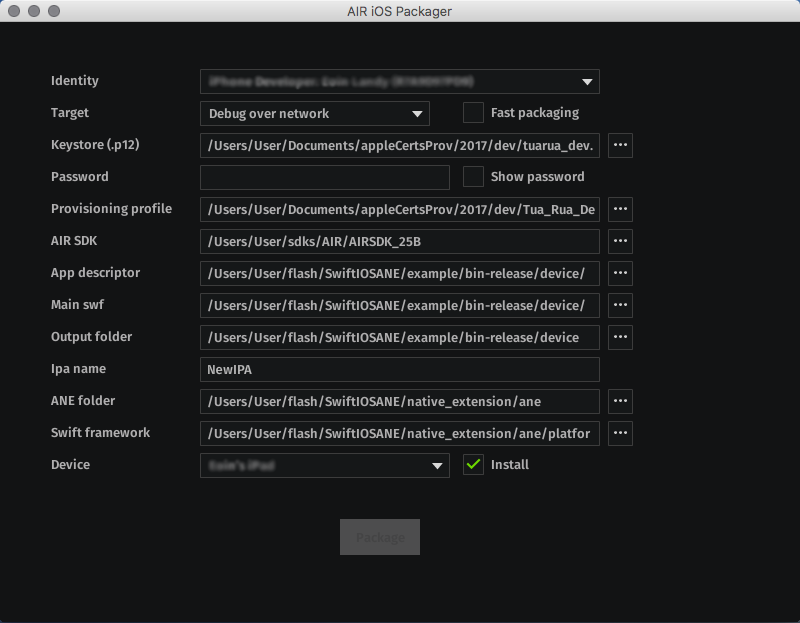 AIR iOS Packager
Identity
Target Debug over network Fast packaging
Keystore (.p12) /Users/User/Documents/appleCertsProv/2017/dev/tuarua_dev. ...
Password Show password
Provisioning profile /Users/User/Documents/appleCertsProv/2017/dev/Tua_Rua_De ...
AIR SDK /Users/User/sdks/AIR/AIRSDK_25B ...
App descriptor /Users/User/flash/SwiftIOSANE/example/bin-release/device/ ...
Main swf /Users/User/flash/SwiftIOSANE/example/bin-release/device/ ...
Output folder /Users/User/flash/SwiftIOSANE/example/bin-release/device ...
Ipa name NewIPA
ANE folder /Users/User/flash/SwiftIOSANE/native_extension/ane ...
Swift framework /Users/User/flash/SwiftIOSANE/native_extension/ane/platfor ...
Device Install
Package